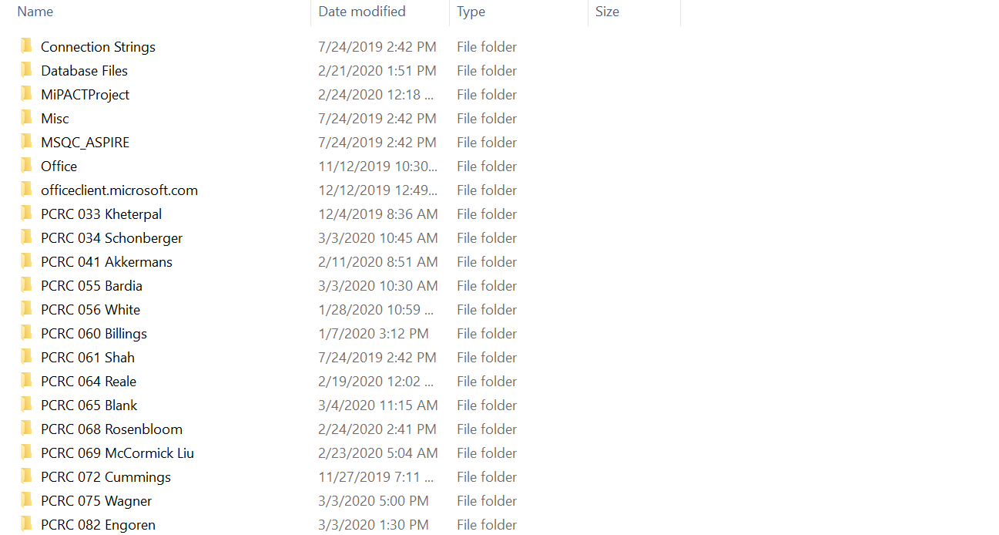 Name Date modified Type Size
Connection Strings 7/24/2019 2:42 PM File folder
Database Files 2/21/2020 1:51 PM File folder
MiPACTProject 2/24/2020 12:18 ... File folder
Misc 7/24/2019 2:42 PM File folder
MSQC_ASPIRE 7/24/2019 2:42 PM File folder
Office 11/12/2019 10:30... File folder
officeclient.microsoft.com 12/12/2019 12:49... File folder
PCRC 033 Kheterpal 12/4/2019 8:36 AM File folder
PCRC 034 Schonberger 3/3/2020 10:45 AM File folder
PCRC 041 Akkermans 2/11/2020 8:51 AM File folder
PCRC 055 Bardia 3/3/2020 10:30 AM File folder
PCRC 056 White 1/28/2020 10:59 ... File folder
PCRC 060 Billings 1/7/2020 3:12 PM File folder
PCRC 061 Shah 7/24/2019 2:42 PM File folder
PCRC 064 Reale 2/19/2020 12:02 ... File folder
PCRC 065 Blank 3/4/2020 11:15 AM File folder
PCRC 068 Rosenbloom 2/24/2020 2:41 PM File folder
PCRC 069 McCormick Liu 2/23/2020 5:04 AM File folder
PCRC 072 Cummings 11/27/2019 7:11 ... File folder
PCRC 075 Wagner 3/3/2020 5:00 PM File folder
PCRC 082 Engoren 3/3/2020 1:30 PM File folder